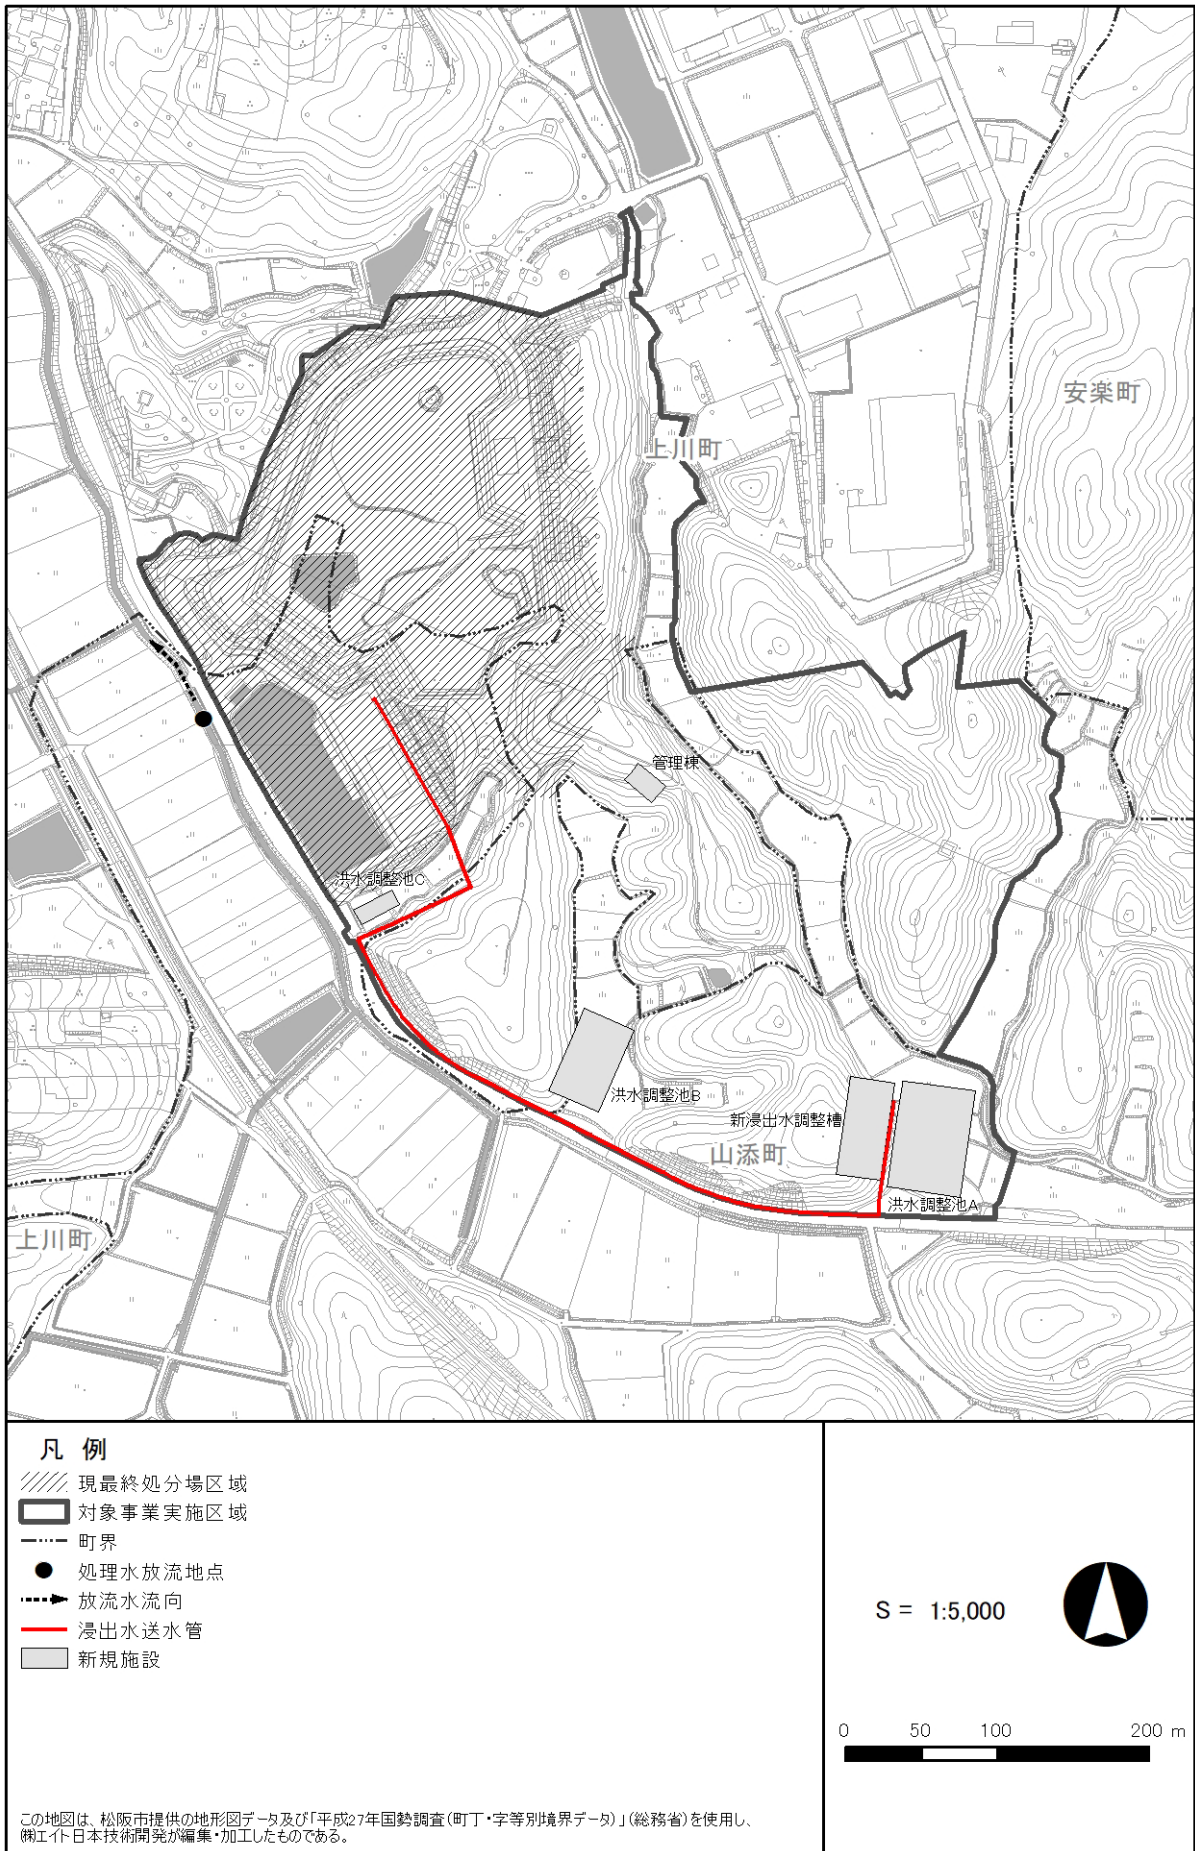 安楽町
上川町
管理棟
洪水調整池C
洪水調整池B
新浸出水調整槽
山添町
洪水調整池A
上川町
凡 例
現最終処分場区域
対象事業実施区域
町界
処理水放流地点
放流水流向
浸出水送水管
新規施設
S = 1:5,000
0 50 100 200 m
この地図は、松阪市提供の地形図データ及び「平成27年国勢調査(町丁・字等別境界データ)」(総務省)を使用し、
㈱エイト日本技術開発が編集・加工したものである。